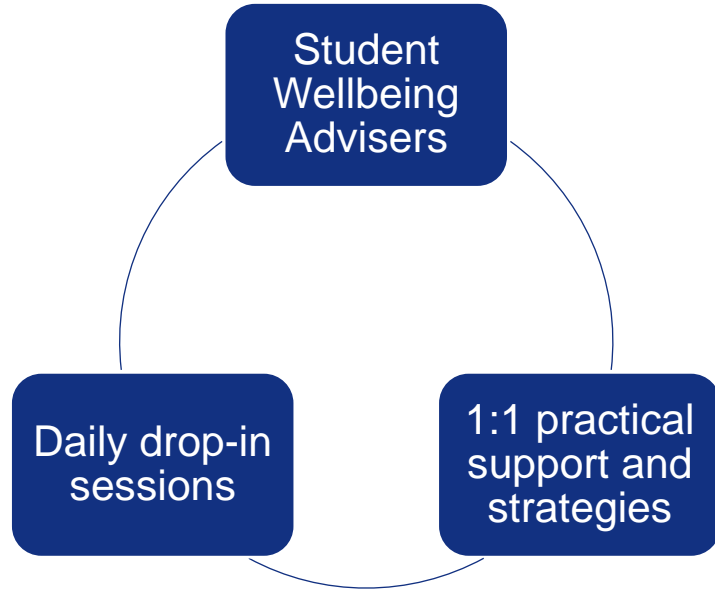 Student
Wellbeing
Advisers
Daily drop-in
sessions
1:1 practical
support and
strategies